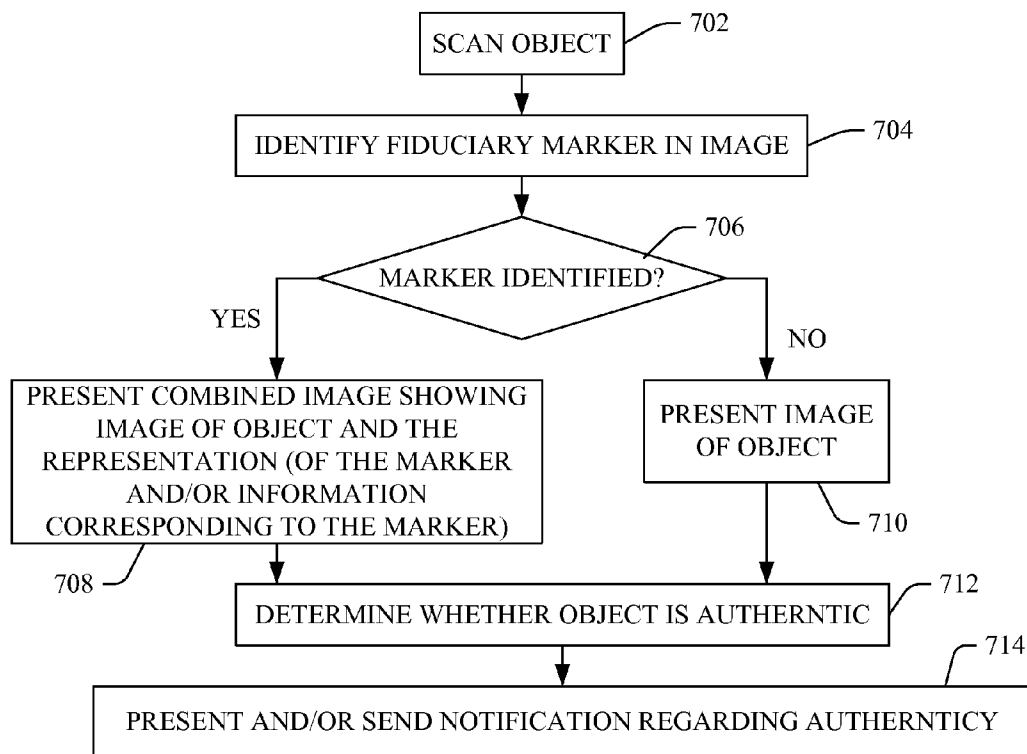 702
SCAN OBJECT
704
IDENTIFY FIDUCIARY MARKER IN IMAGE
706
MARKER IDENTIFIED?
YES
NO
PRESENT COMBINED IMAGE SHOWING
IMAGE OF OBJECT AND THE
REPRESENTATION (OF THE MARKER
AND/OR INFORMATION
CORRESPONDING TO THE MARKER)
708
PRESENT IMAGE
OF OBJECT
710
712
DETERMINE WHETHER OBJECT IS AUTHERNTIC
714
PRESENT AND/OR SEND NOTIFICATION REGARDING AUTHERNTICY